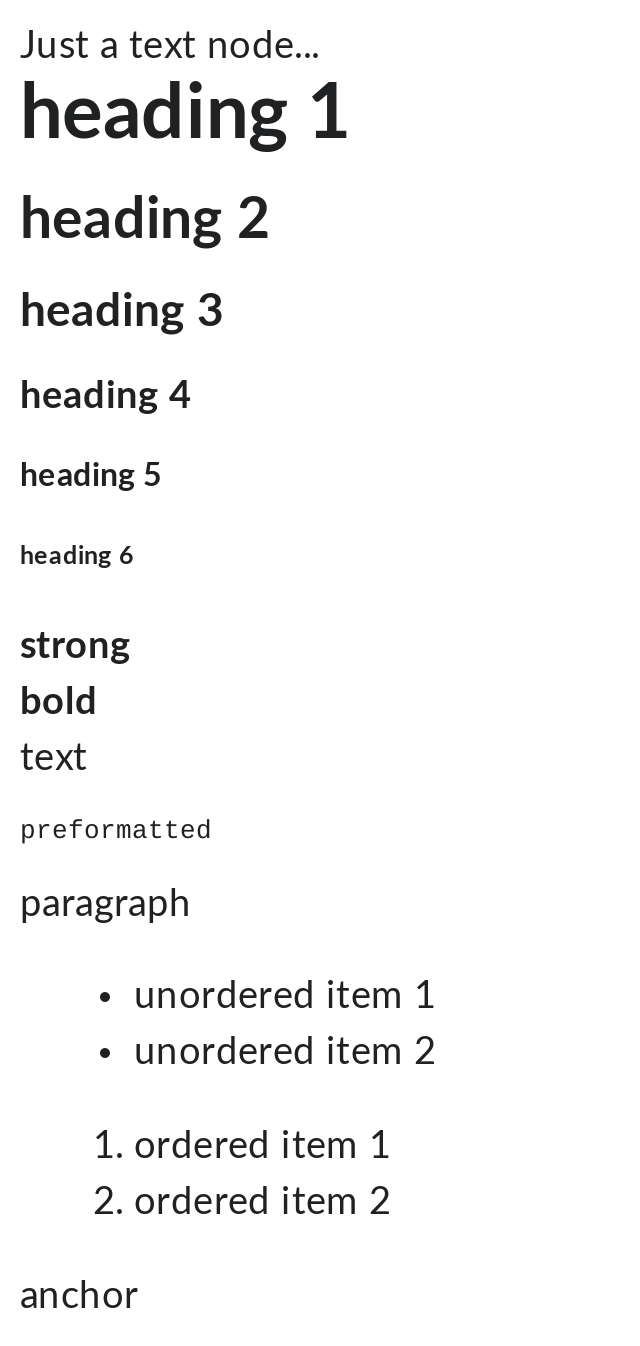 Just a text node...
heading 1
heading 2
heading 3
heading 4
heading 5
heading 6
strong
bold
text
preformatted
paragraph
• unordered item 1
• unordered item 2
1. ordered item 1
2. ordered item 2
anchor